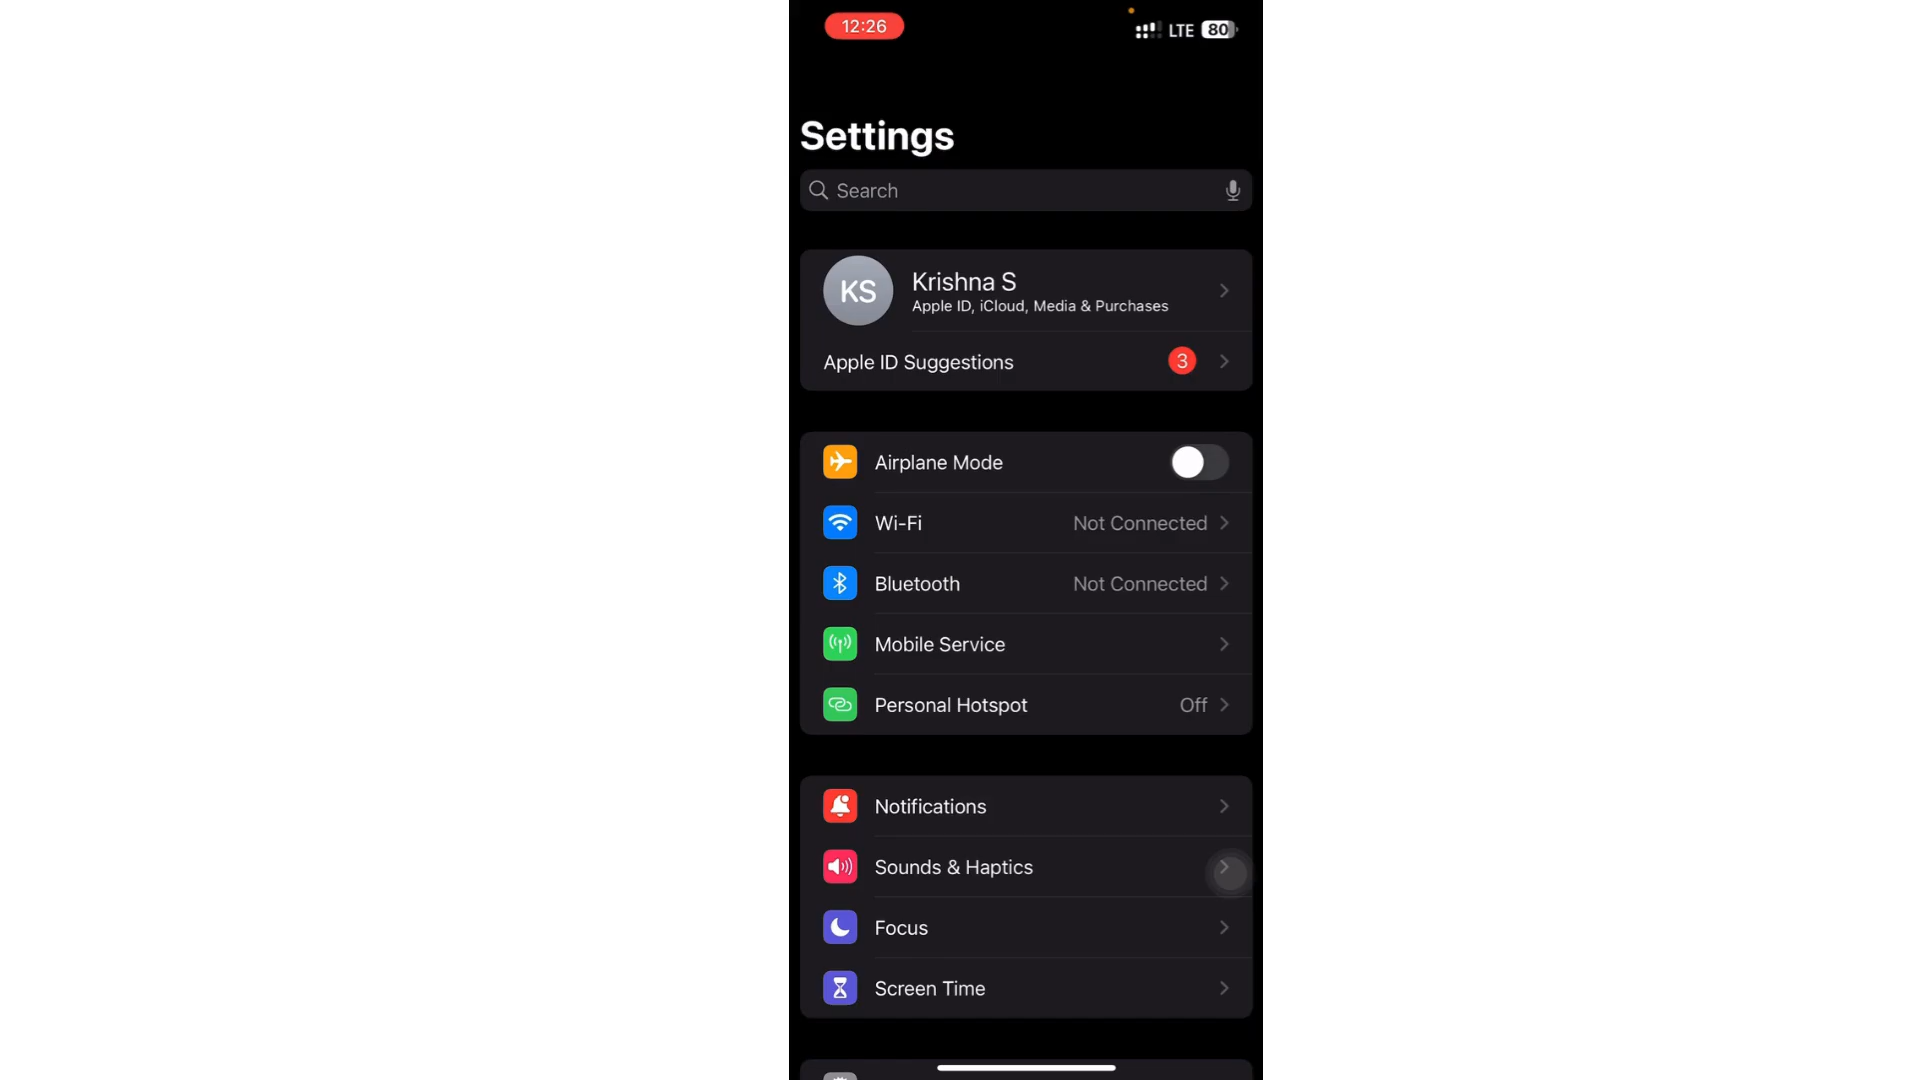 12:26
LTE 80
Settings
Search
KS
Krishna S
Apple ID, iCloud, Media & Purchases
Apple ID Suggestions 3
Airplane Mode
Wi-Fi Not Connected
Bluetooth Not Connected
Mobile Service
Personal Hotspot Off
Notifications
Sounds & Haptics
Focus
Screen Time